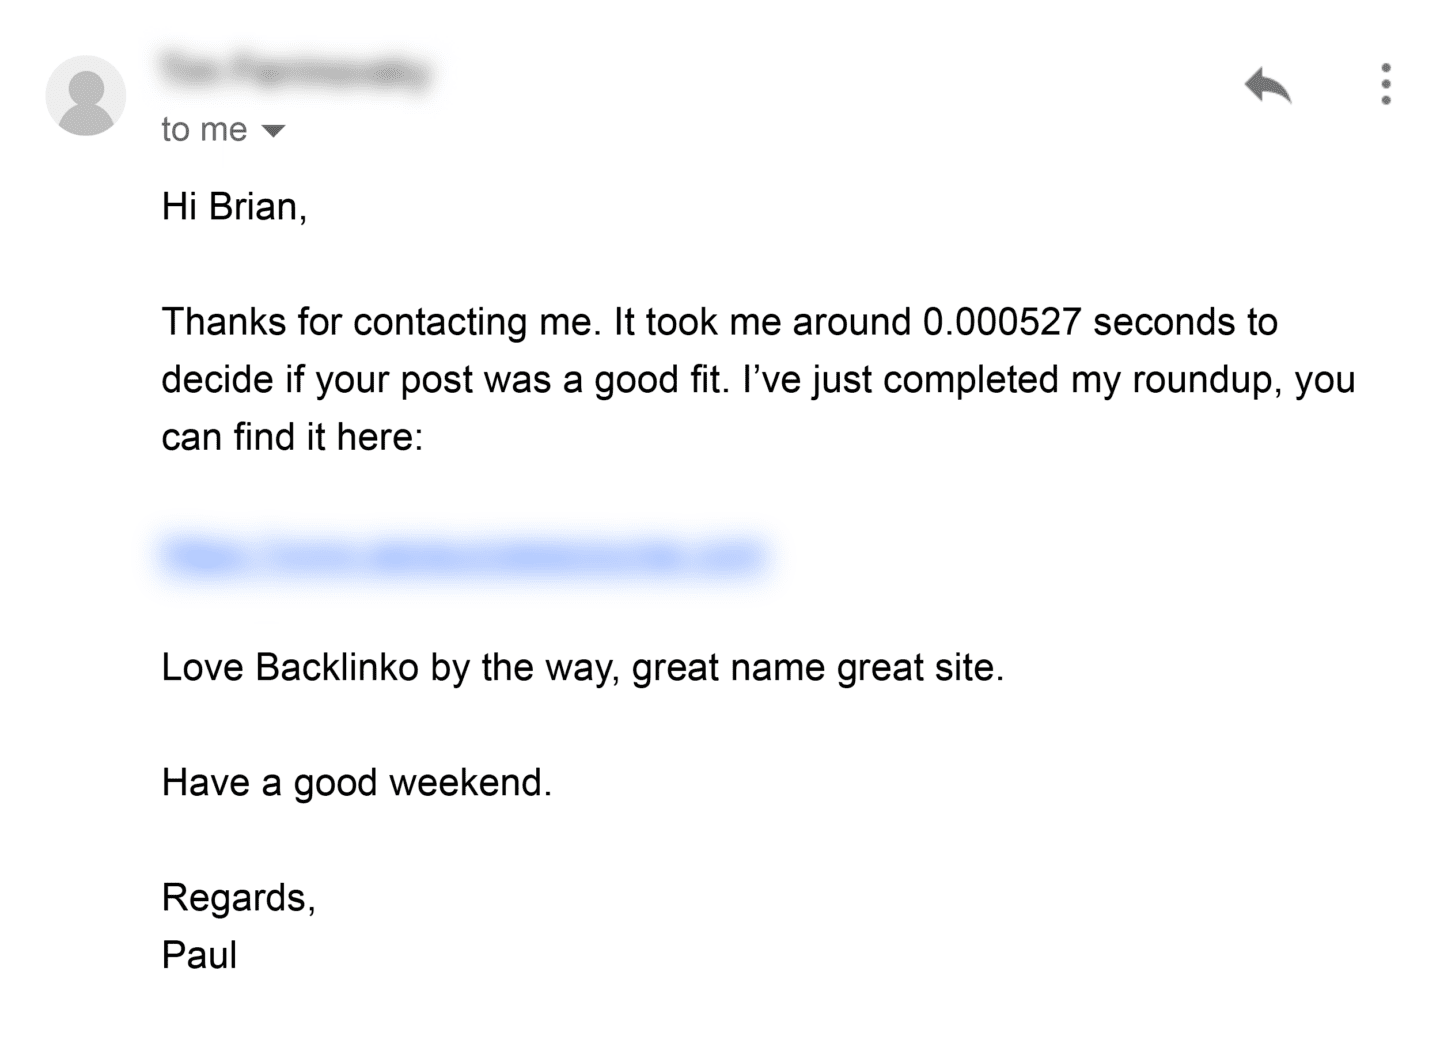 to me
Hi Brian,
Thanks for contacting me. It took me around 0.000527 seconds to
decide if your post was a good fit. I’ve just completed my roundup, you
can find it here:
Love Backlinko by the way, great name great site.
Have a good weekend.
Regards,
Paul